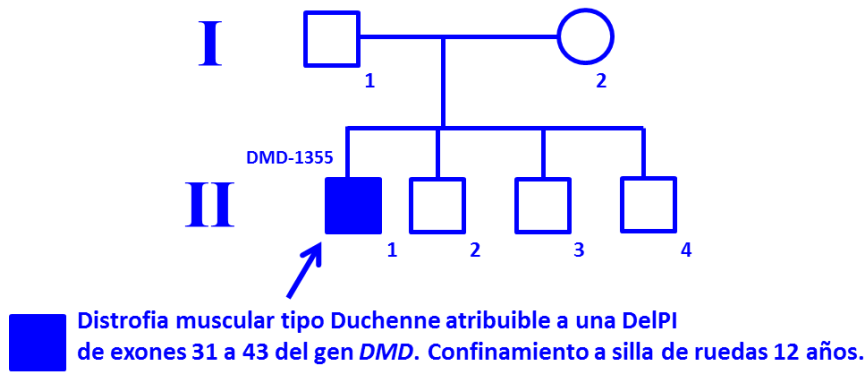 I
1
2
DMD-1355
II
1
2
3
4
Distrofia muscular tipo Duchenne atribuible a una DelPI
de exones 31 a 43 del gen DMD. Confinamiento a silla de ruedas 12 años.